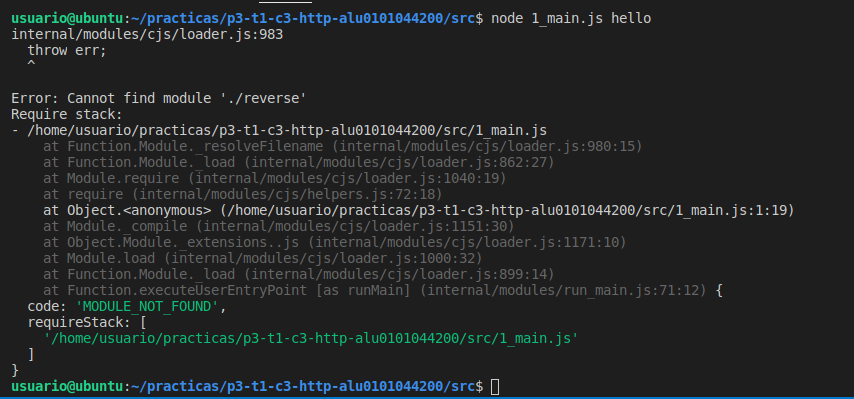 usuario@ubuntu:~/practicas/p3-t1-c3-http-alu0101044200/src$ node 1_main.js hello
internal/modules/cjs/loader.js:983
  throw err;
  ^

Error: Cannot find module './reverse'
Require stack:
- /home/usuario/practicas/p3-t1-c3-http-alu0101044200/src/1_main.js
    at Function.Module._resolveFilename (internal/modules/cjs/loader.js:980:15)
    at Function.Module._load (internal/modules/cjs/loader.js:862:27)
    at Module.require (internal/modules/cjs/loader.js:1040:19)
    at require (internal/modules/cjs/helpers.js:72:18)
    at Object.<anonymous> (/home/usuario/practicas/p3-t1-c3-http-alu0101044200/src/1_main.js:1:19)
    at Module._compile (internal/modules/cjs/loader.js:1151:30)
    at Object.Module._extensions..js (internal/modules/cjs/loader.js:1171:10)
    at Module.load (internal/modules/cjs/loader.js:1000:32)
    at Function.Module._load (internal/modules/cjs/loader.js:899:14)
    at Function.executeUserEntryPoint [as runMain] (internal/modules/run_main.js:71:12) {
  code: 'MODULE_NOT_FOUND',
  requireStack: [
    '/home/usuario/practicas/p3-t1-c3-http-alu0101044200/src/1_main.js'
  ]
}
usuario@ubuntu:~/practicas/p3-t1-c3-http-alu0101044200/src$